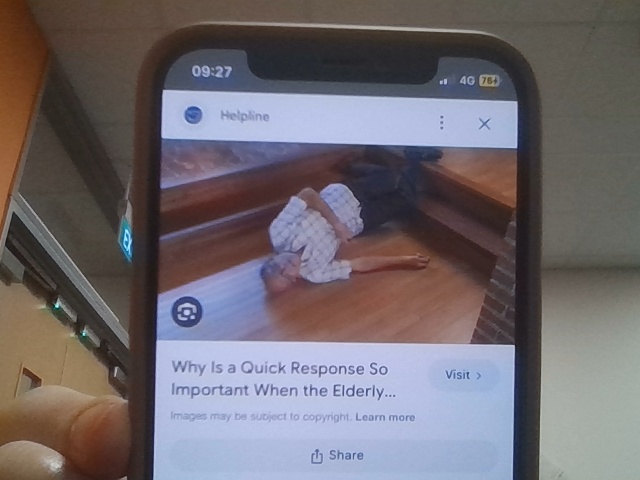 09:27
4G 78
Helpline
Why Is a Quick Response So
Important When the Elderly...
Visit >
Images may be subject to copyright. Learn more
Share